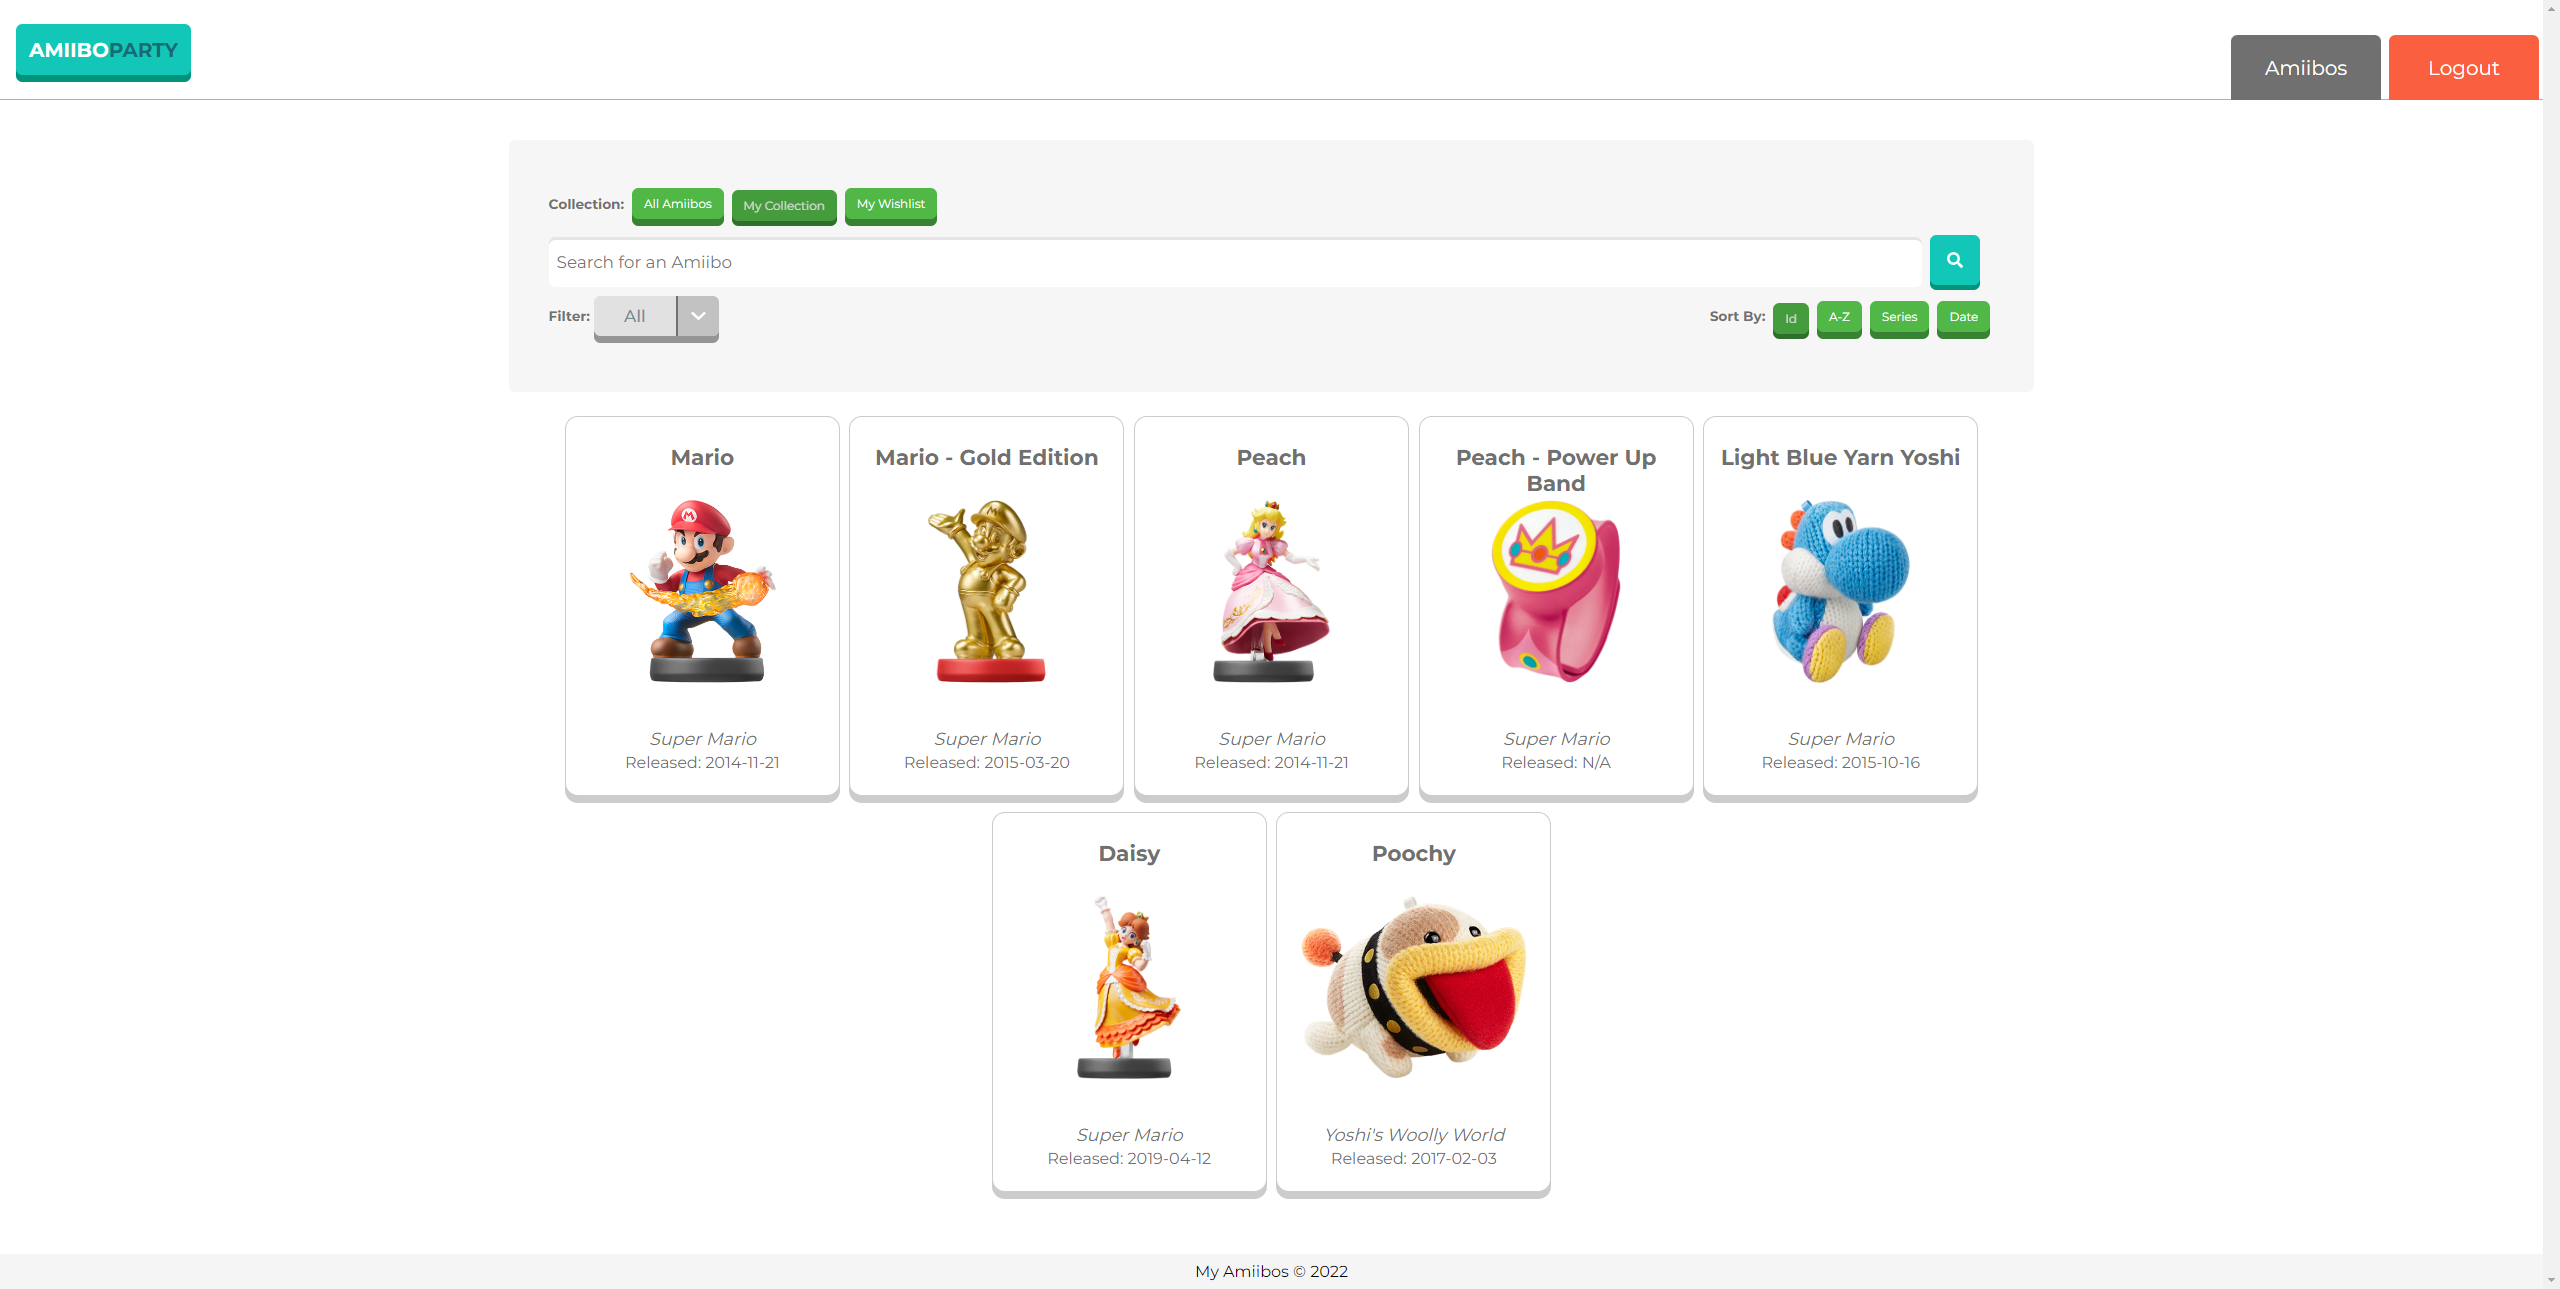 AMIIBOPARTY
Amiibos
Logout
Collection: All Amiibos My Collection My Wishlist
Search for an Amiibo
Filter: All
Sort By: Id A-Z Series Date
Mario
Super Mario
Released: 2014-11-21
Mario - Gold Edition
Super Mario
Released: 2015-03-20
Peach
Super Mario
Released: 2014-11-21
Peach - Power Up
Band
Super Mario
Released: N/A
Light Blue Yarn Yoshi
Super Mario
Released: 2015-10-16
Daisy
Super Mario
Released: 2019-04-12
Poochy
Yoshi's Woolly World
Released: 2017-02-03
My Amiibos © 2022